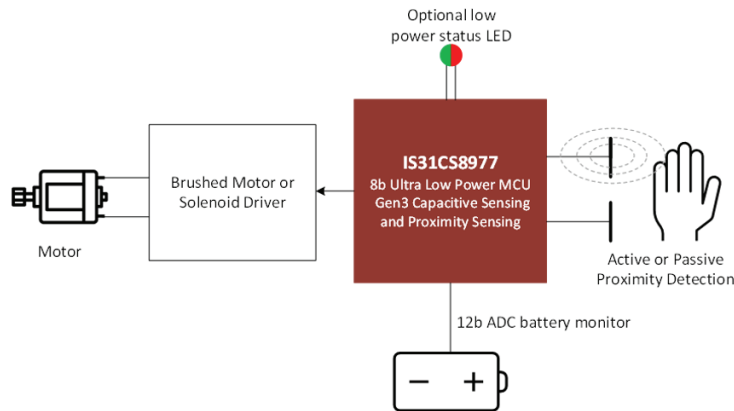 Optional low
power status LED
IS31CS8977
8b Ultra Low Power MCU
Gen3 Capacitive Sensing
and Proximity Sensing
Brushed Motor or
Solenoid Driver
Motor
Active or Passive
Proximity Detection
12b ADC battery monitor